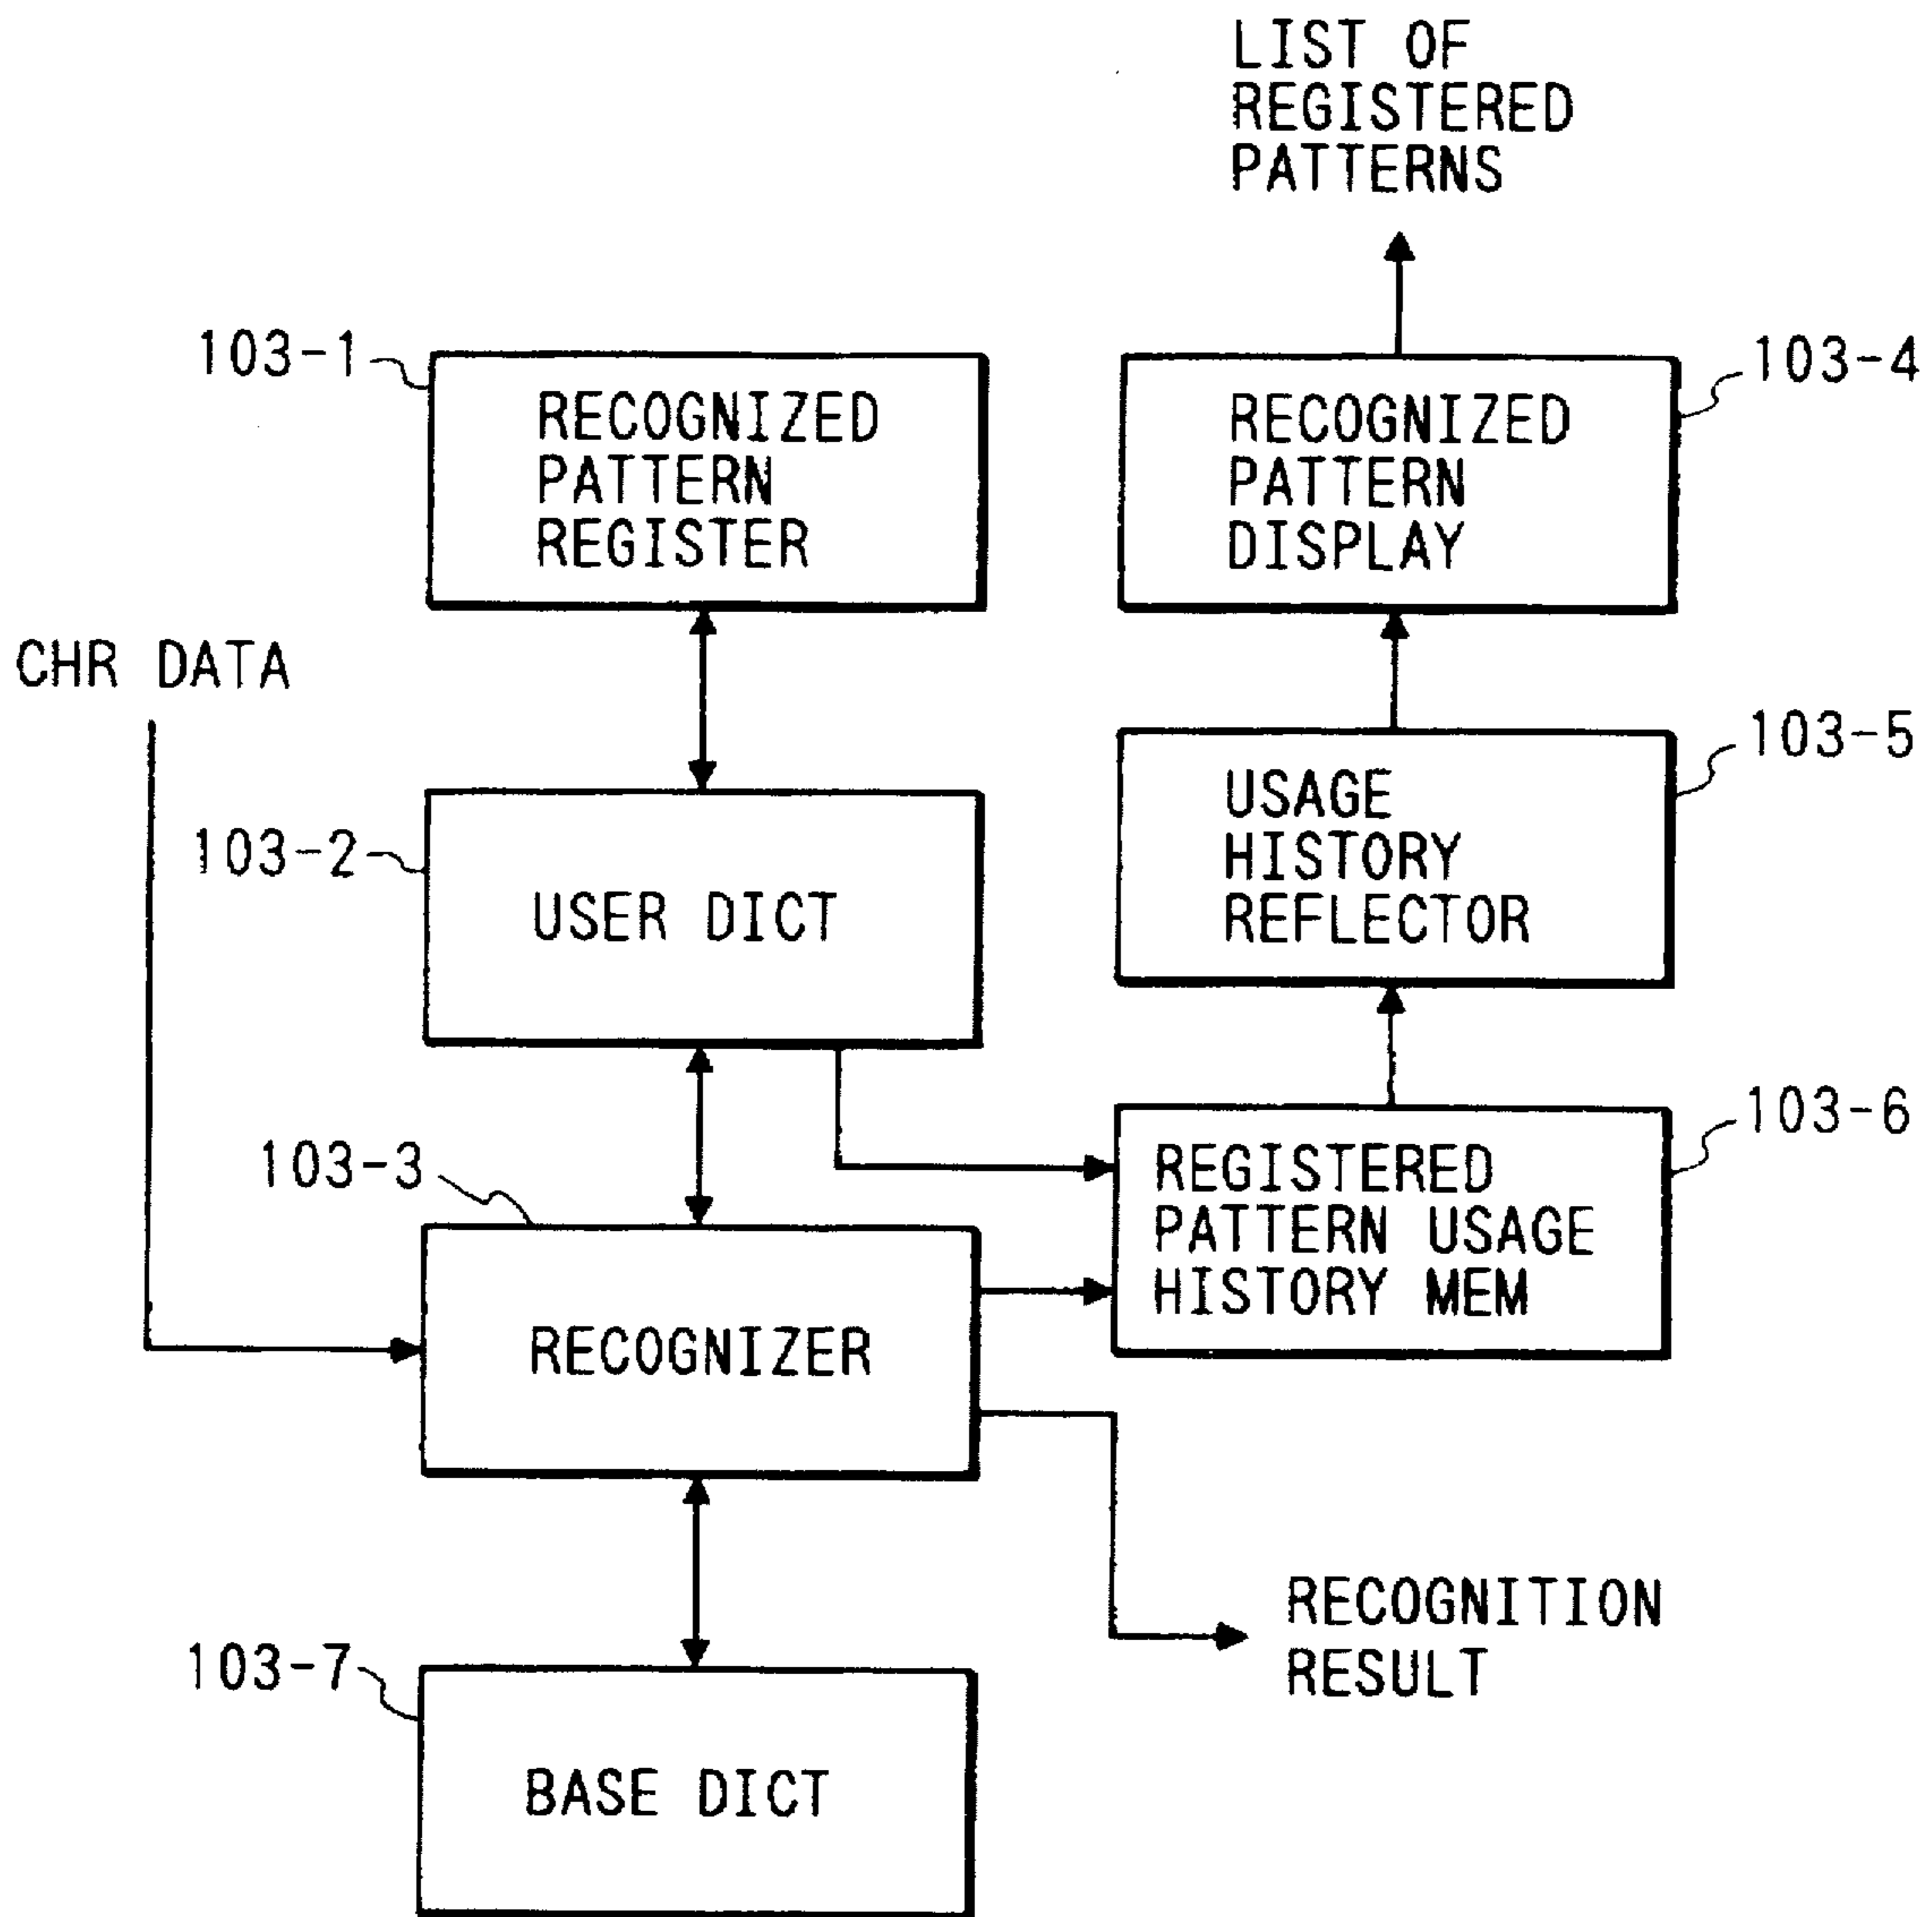 LIST OF
REGISTERED
PATTERNS
103-1
RECOGNIZED
PATTERN
REGISTER
103-4
RECOGNIZED
PATTERN
DISPLAY
CHR DATA
103-2
USER DICT
103-5
USAGE
HISTORY
REFLECTOR
103-3
RECOGNIZER
103-6
REGISTERED
PATTERN USAGE
HISTORY MEM
RECOGNITION
RESULT
103-7
BASE DICT